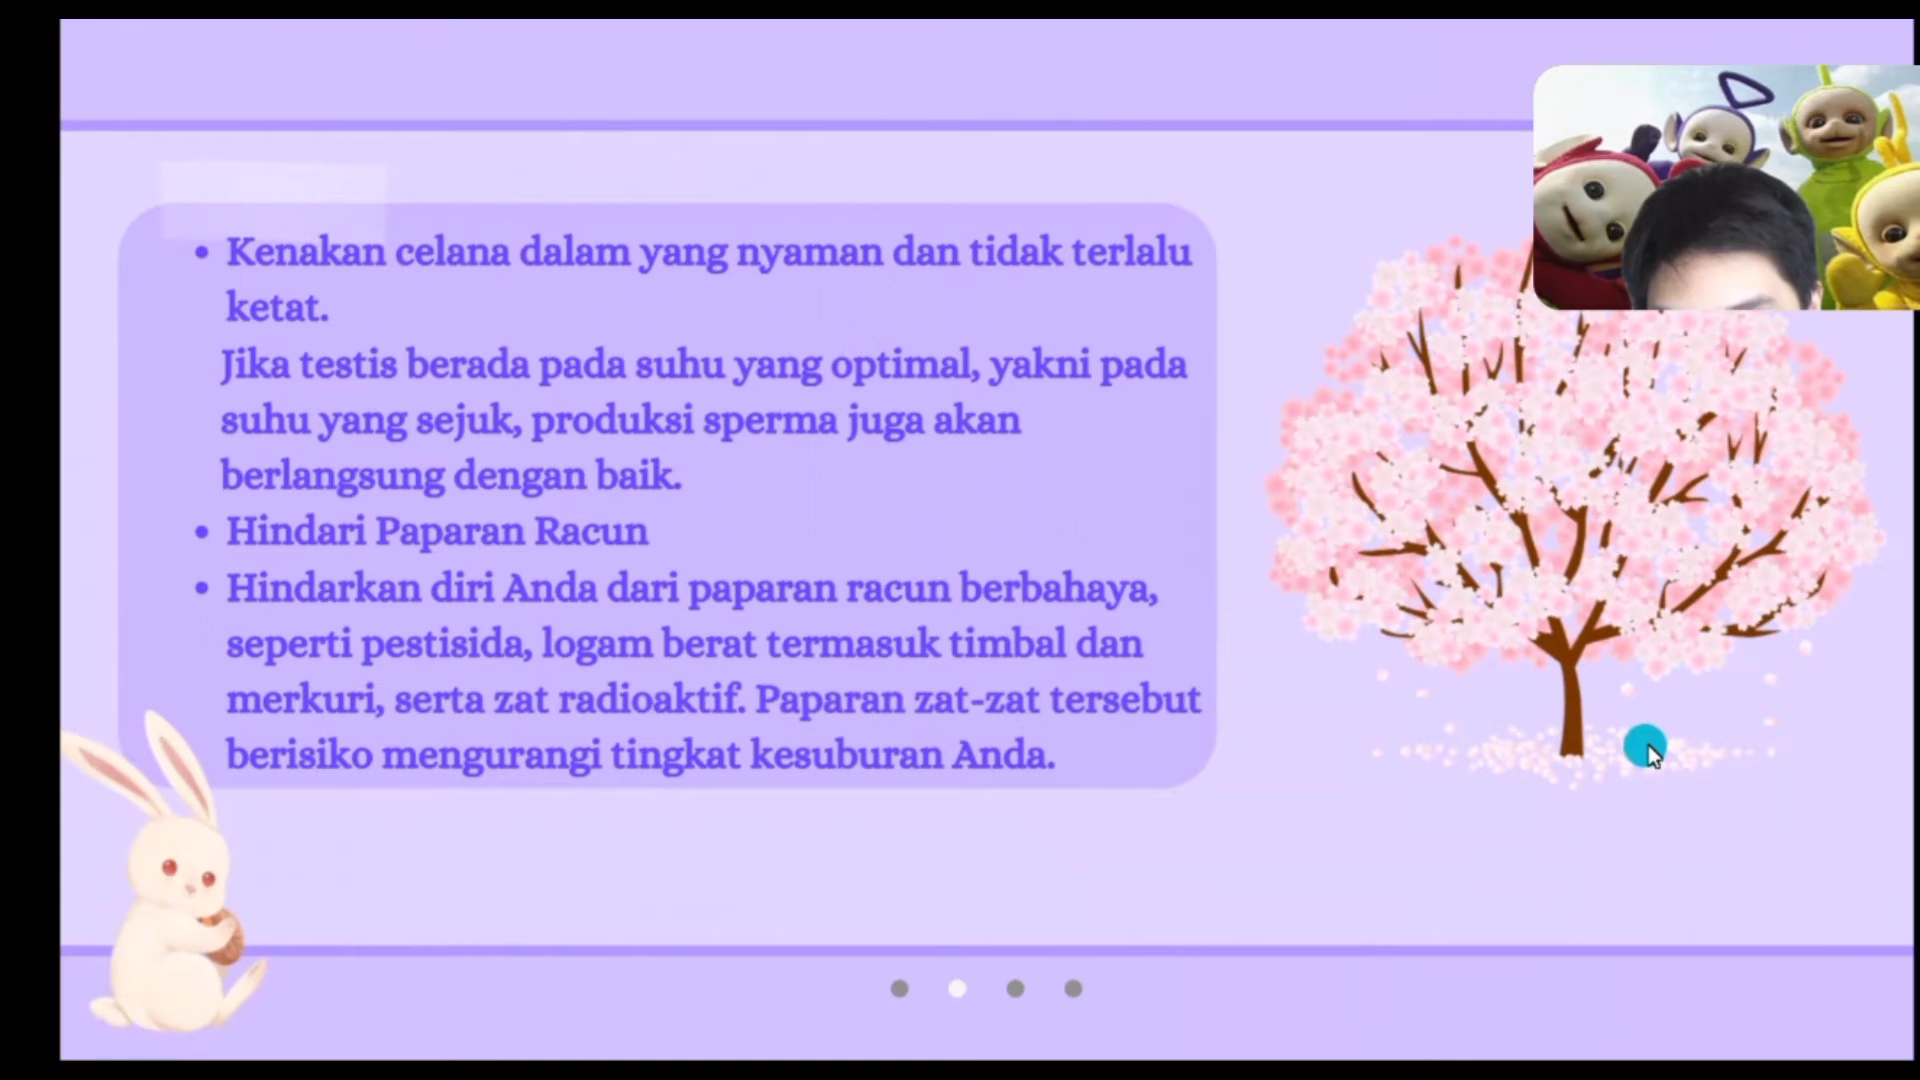 • Kenakan celana dalam yang nyaman dan tidak terlalu
ketat.
Jika testis berada pada suhu yang optimal, yakni pada
suhu yang sejuk, produksi sperma juga akan
berlangsung dengan baik.
• Hindari Paparan Racun
• Hindarkan diri Anda dari paparan racun berbahaya,
seperti pestisida, logam berat termasuk timbal dan
merkuri, serta zat radioaktif. Paparan zat-zat tersebut
berisiko mengurangi tingkat kesuburan Anda.